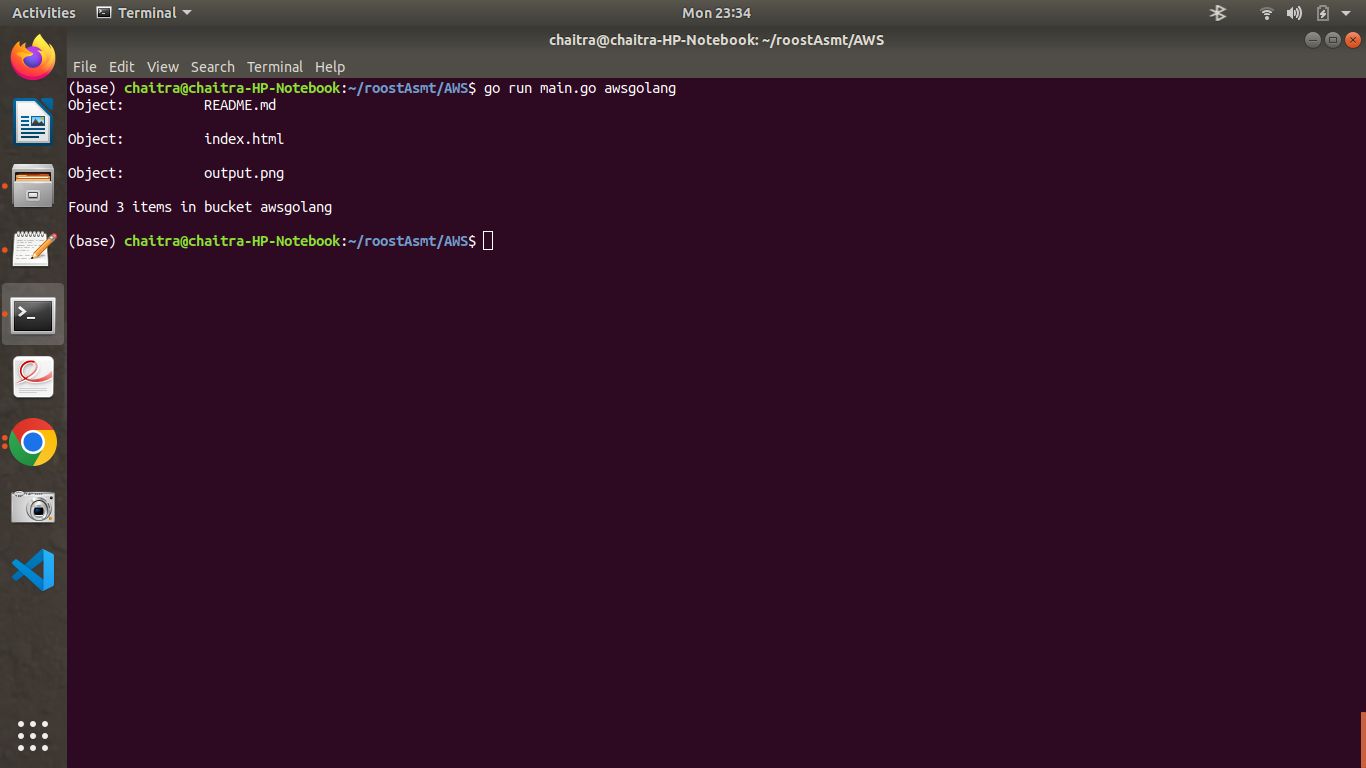 Activities Terminal Mon 23:34
chaitra@chaitra-HP-Notebook: ~/roostAsmt/AWS
File Edit View Search Terminal Help
(base) chaitra@chaitra-HP-Notebook:~/roostAsmt/AWS$ go run main.go awsgolang
Object: README.md
Object: index.html
Object: output.png
Found 3 items in bucket awsgolang
(base) chaitra@chaitra-HP-Notebook:~/roostAsmt/AWS$